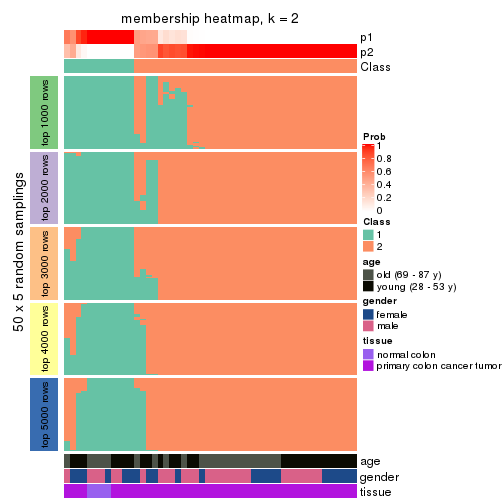 membership heatmap, k = 2
p1
p2
Class
50 x 5 random samplings
top 1000 rows
top 2000 rows
top 3000 rows
top 4000 rows
top 5000 rows
age
gender
tissue
Prob
1
0.8
0.6
0.4
0.2
0
Class
1
2
age
old (69 - 87 y)
young (28 - 53 y)
gender
female
male
tissue
normal colon
primary colon cancer tumor